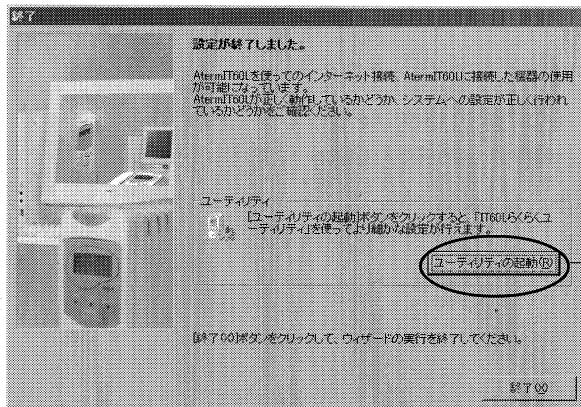 終了
設定が終了しました。
AtermIT60Lを使ってのインターネット接続、AtermIT60Lに接続した機器の使用
が可能になっています。
AtermIT60Lが正しく動作しているかどうか、システムへの設定が正しく行われ
ているかどうかをご確認ください。
ユーティリティ
[ユーティリティの起動]ボタンをクリックすると、『IT60Lらくらくユ
ーティリティ』を使ってより細かな設定が行えます。
ユーティリティの起動(R)
[終了(X)]ボタンをクリックして、ウィザードの実行を終了してください。
終了(X)